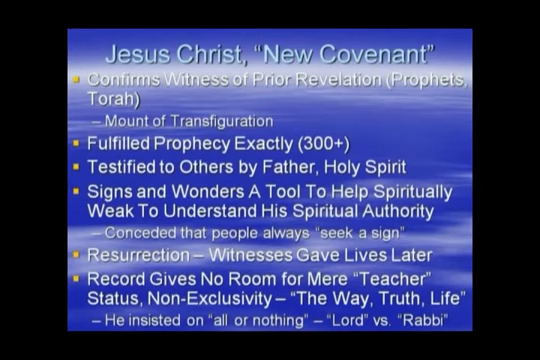 Jesus Christ, "New Covenant"
Confirms Witness of Prior Revelation (Prophets,
Torah)
– Mount of Transfiguration
Fulfilled Prophecy Exactly (300+)
Testified to Others by Father, Holy Spirit
Signs and Wonders A Tool To Help Spiritually
Weak To Understand His Spiritual Authority
– Conceded that people always "seek a sign"
Resurrection – Witnesses Gave Lives Later
Record Gives No Room for Mere "Teacher"
Status, Non-Exclusivity – "The Way, Truth, Life"
– He insisted on "all or nothing" – "Lord" vs. "Rabbi"